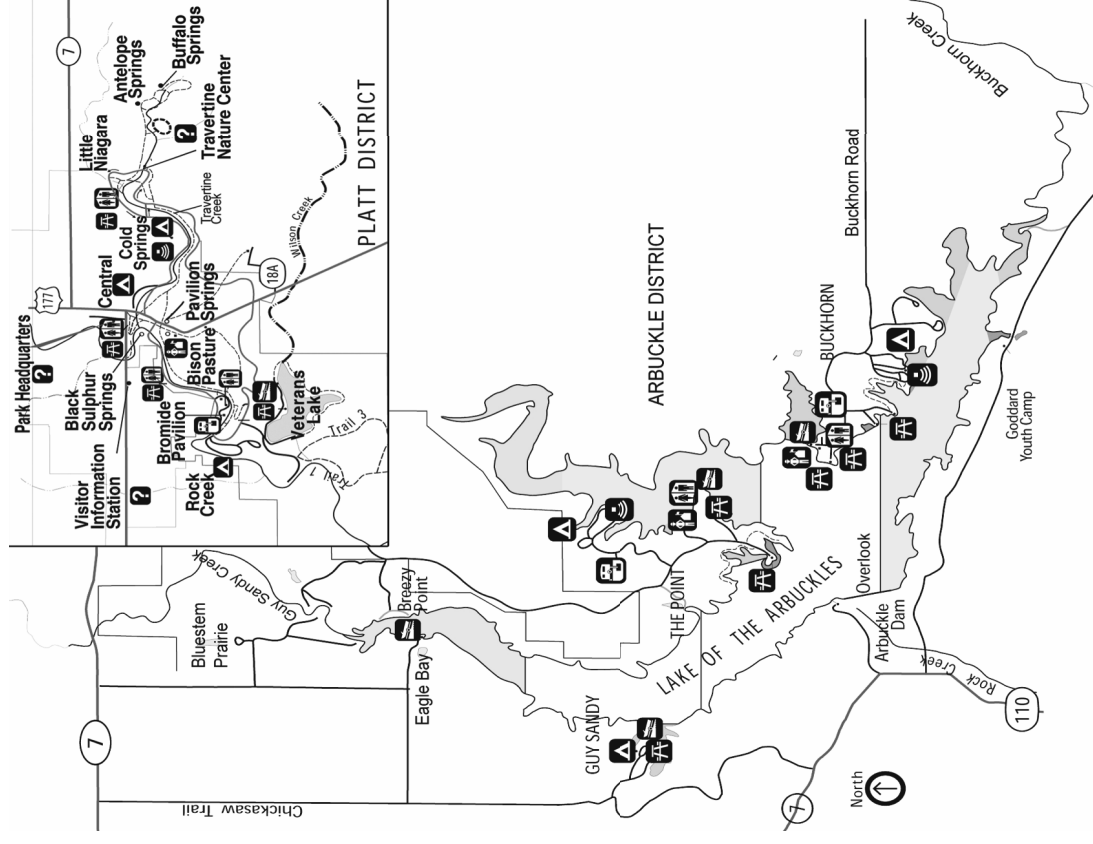 7
Antelope
Springs
Buffalo
Springs
Little
Niagara
?
Travertine
Nature Center
Travertine
Creek
Cold
Springs
Central
177
Park Headquarters
?
Wilson Creek
PLATT DISTRICT
18A
Pavilion
Springs
Bison
Pasture
Black
Sulphur
Springs
Bromide
Pavilion
Veterans
Lake
Trail 3
Trail
Rock
Creek
Visitor
Information
Station
?
Buckhorn Creek
Buckhorn Road
ARBUCKLE DISTRICT
BUCKHORN
Goddard
Youth Camp
Guy Sandy Creek
Bluestem
Prairie
Breezy
Point
Eagle Bay
THE POINT
LAKE OF THE ARBUCKLES
Overlook
Arbuckle
Dam
Rock Creek
110
GUY SANDY
7
Chickasaw Trail
7
North